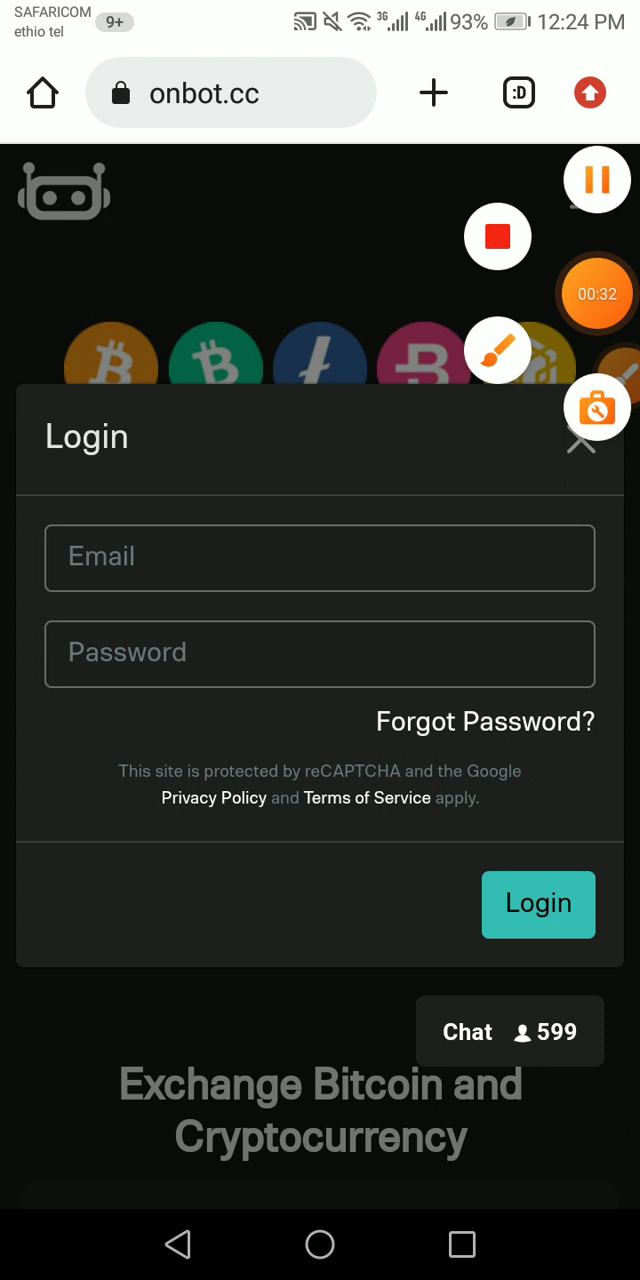 SAFARICOM
ethio tel
9+
3G
4G
93%
12:24 PM
onbot.cc
:D
00:32
Login
Email
Password
Forgot Password?
This site is protected by reCAPTCHA and the Google
Privacy Policy and Terms of Service apply.
Login
Chat 599
Exchange Bitcoin and
Cryptocurrency